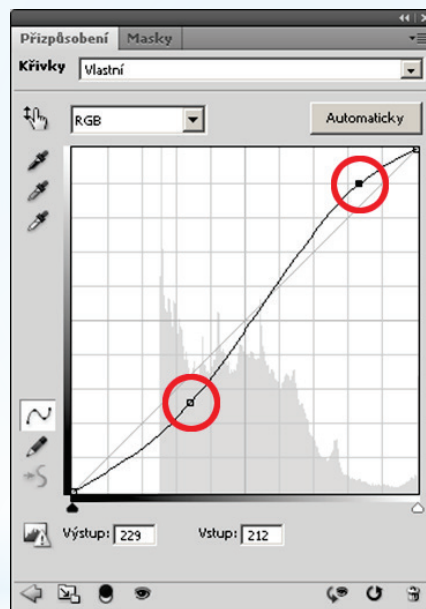 Přizpůsobení Masky
Křivky Vlastní
RGB Automaticky
Výstup: 229 Vstup: 212